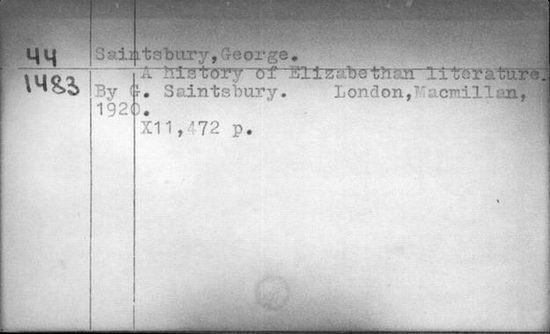 44
1483
Saintsbury,George.
A history of Elizabethan literature.
By G. Saintsbury. London,Macmillan,
1920.
X11,472 p.